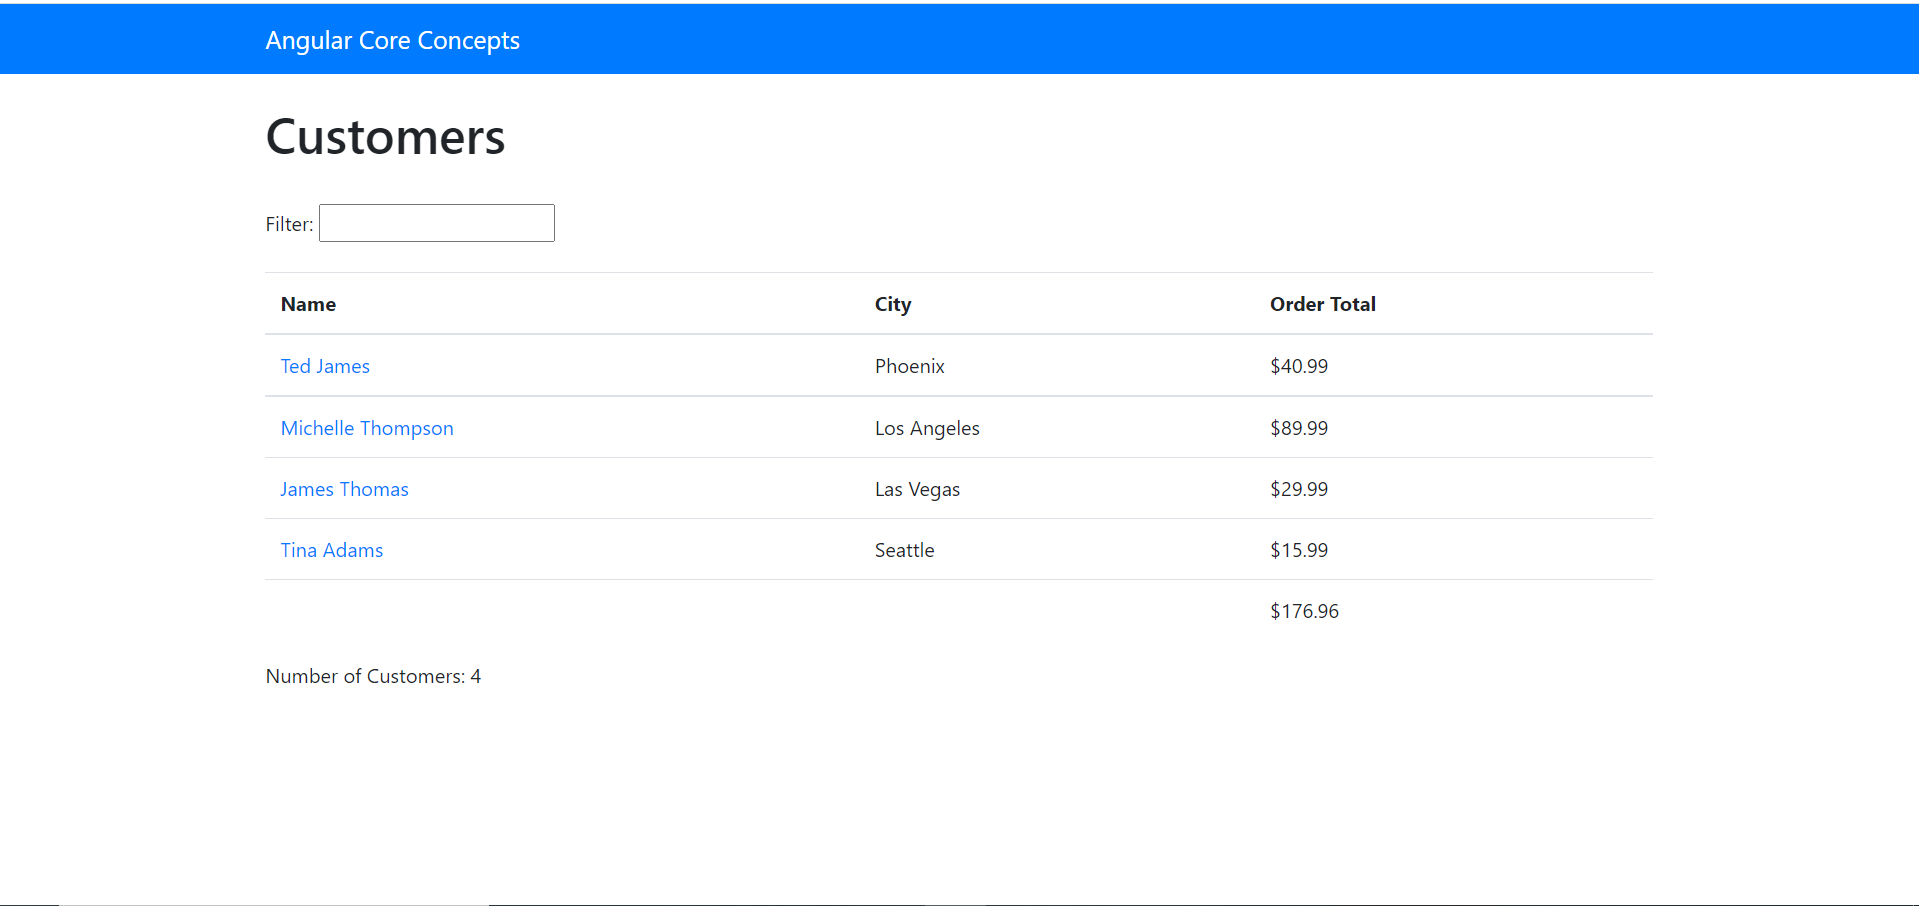 Angular Core Concepts
Customers
Filter:
Name City Order Total
Ted James Phoenix $40.99
Michelle Thompson Los Angeles $89.99
James Thomas Las Vegas $29.99
Tina Adams Seattle $15.99
$176.96
Number of Customers: 4